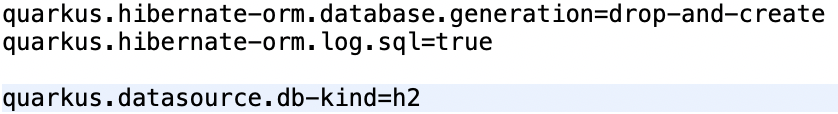 quarkus.hibernate-orm.database.generation=drop-and-create
quarkus.hibernate-orm.log.sql=true
quarkus.datasource.db-kind=h2